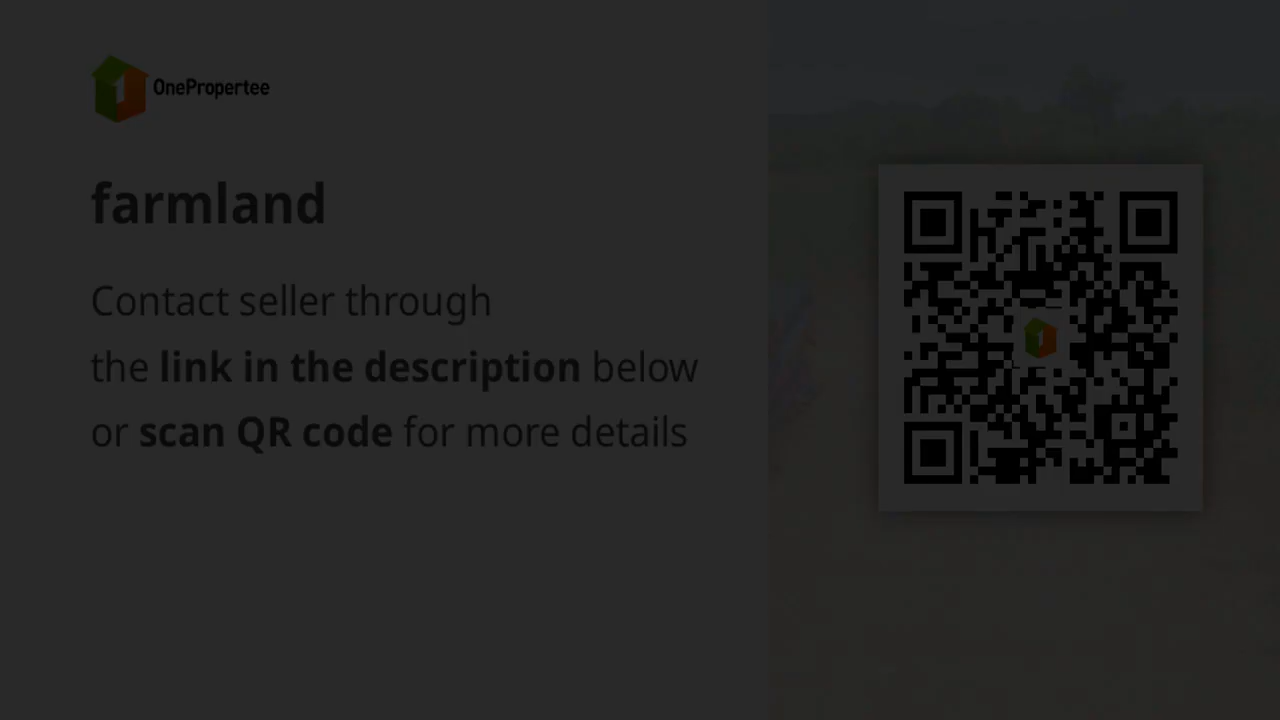 OnePropertee
farmland
Contact seller through
the link in the description below
or scan QR code for more details